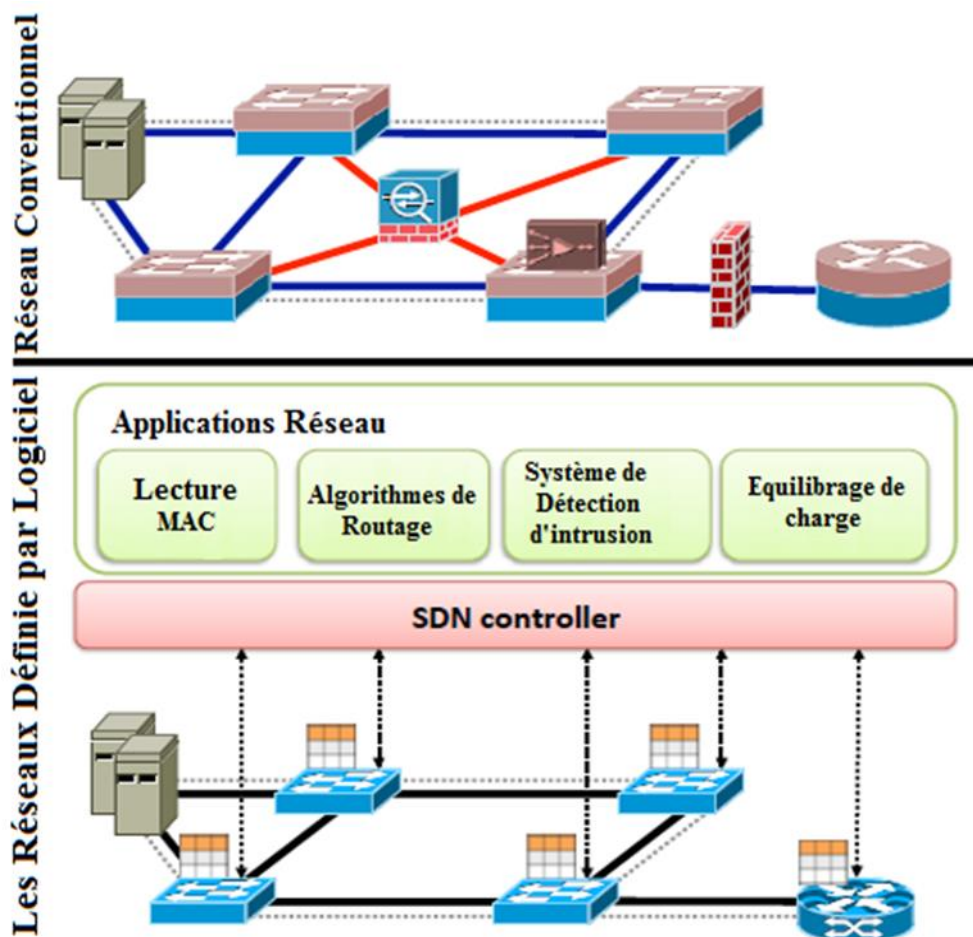 Réseau Conventionnel
Les Réseaux Définie par Logiciel
Applications Réseau
Lecture
MAC
Algorithmes de
Routage
Système de
Détection
d'intrusion
Equilibrage de
charge
SDN controller